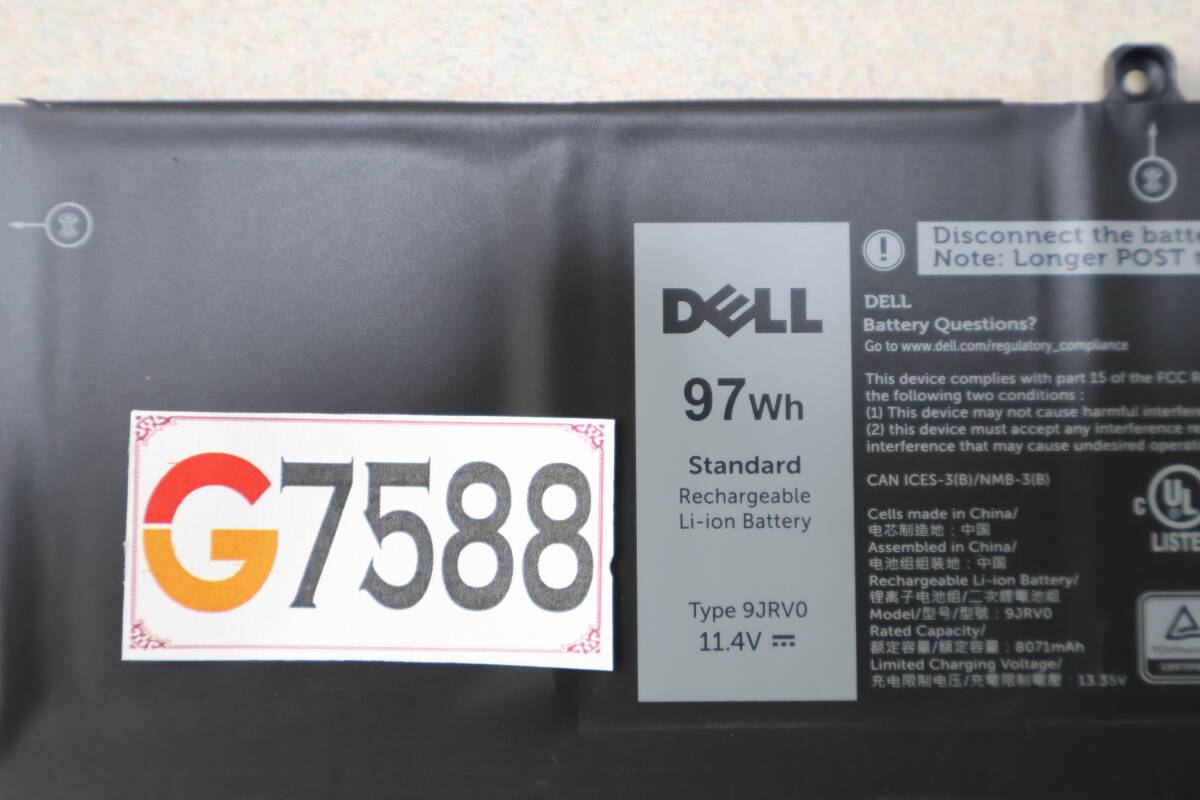 G7588
DELL
97Wh
Standard
Rechargeable
Li-ion Battery
Type 9JRV0
11.4V
Disconnect the
Note: Longer POST
DELL
Battery Questions?
Go to www.dell.com/regulatory_compliance
This device complies with part 15 of the FCC
the following two conditions :
(1) This device may not cause harmful
(2) this device must accept any interference
interference that may cause undesired
CAN ICES-3(B)/NMB-3(B)
Cells made in China/
电芯制造地：中国
Assembled in China/
电池组组装地：中国
Rechargeable Li-ion Battery/
锂离子电池组/二次鋰電池組
Model/型号/型號：9JRV0
Rated Capacity/
额定容量/額定容量：8071mAh
Limited Charging Voltage/
充电限制电压/充電限制電壓：13.35V
C UL